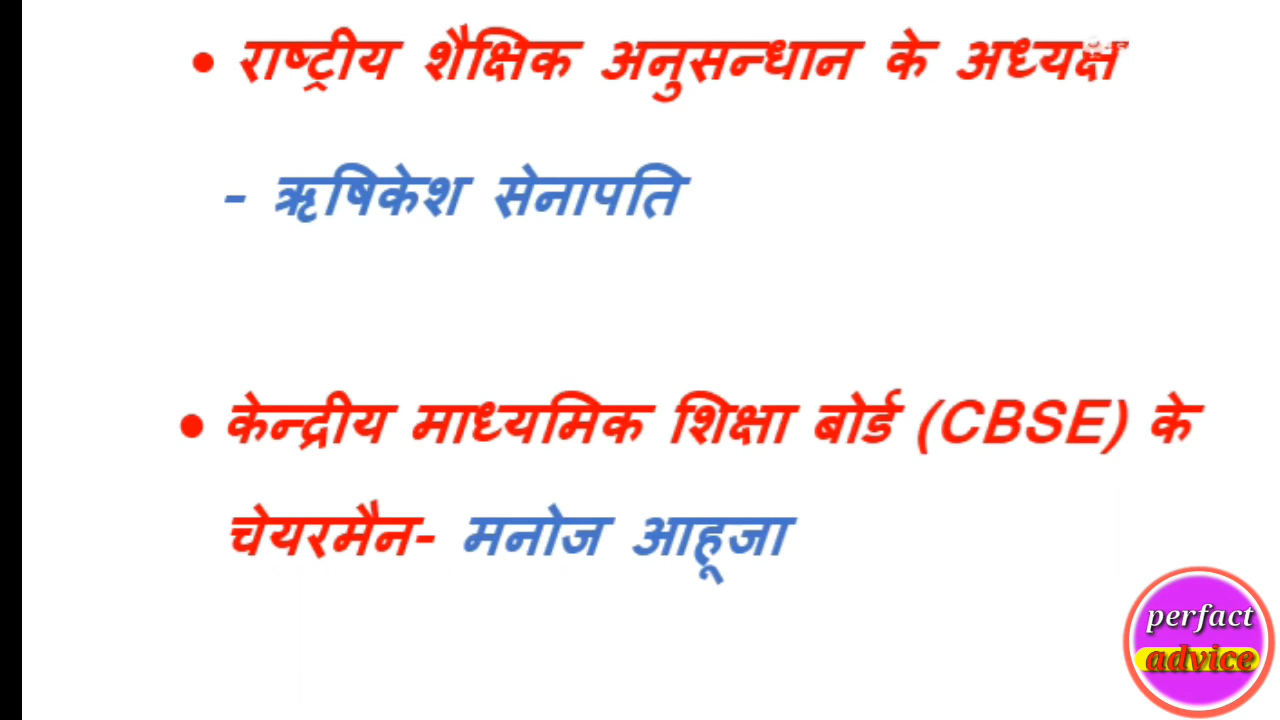 • राष्ट्रीय शैक्षिक अनुसन्धान के अध्यक्ष
- ऋषिकेश सेनापति
• केन्द्रीय माध्यमिक शिक्षा बोर्ड (CBSE) के
चेयरमैन- मनोज आहूजा
perfact
advice